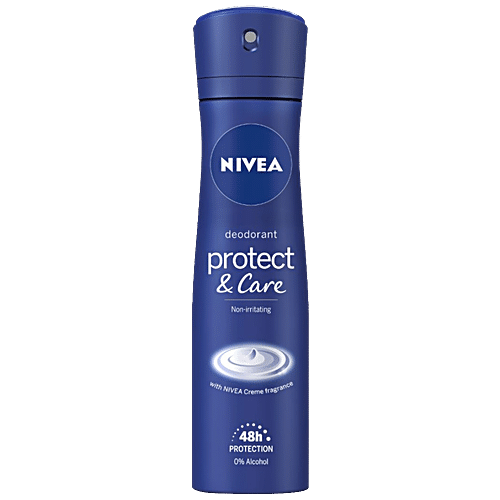 NIVEA
deodorant
protect
& Care
Non-irritating
with NIVEA Creme fragrance
48h
PROTECTION
0% Alcohol